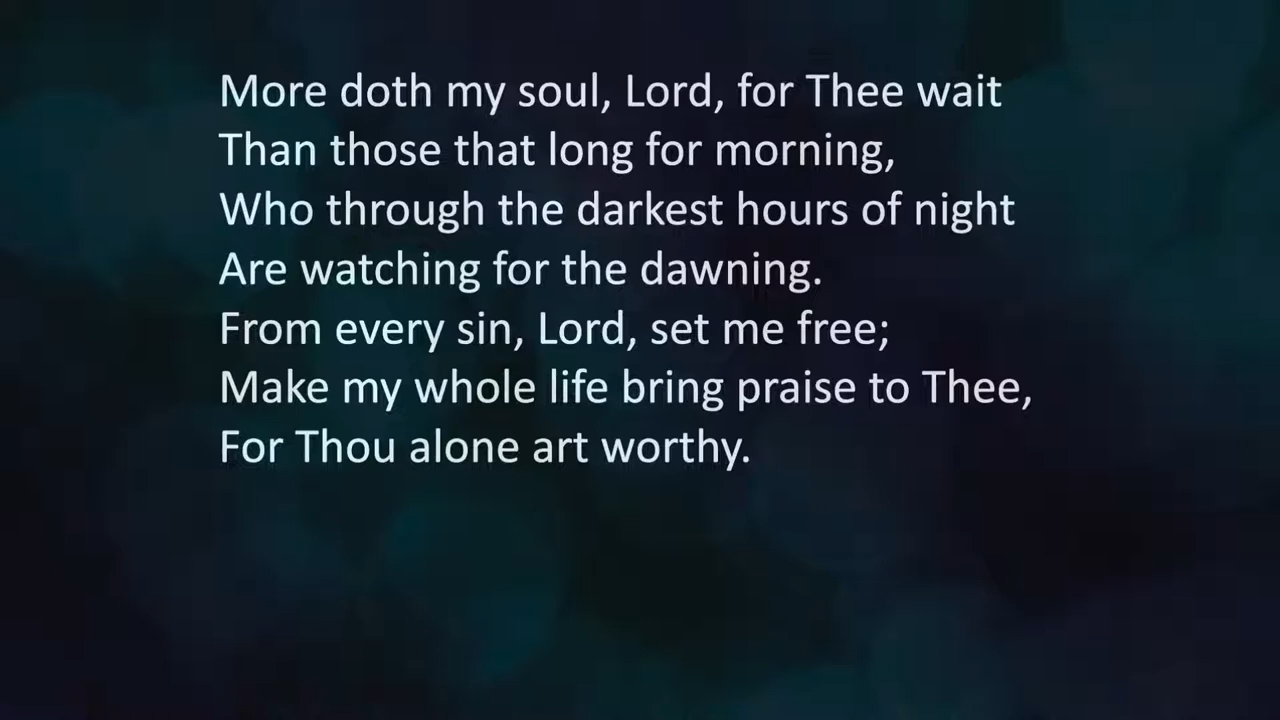 More doth my soul, Lord, for Thee wait
Than those that long for morning,
Who through the darkest hours of night
Are watching for the dawning.
From every sin, Lord, set me free;
Make my whole life bring praise to Thee,
For Thou alone art worthy.